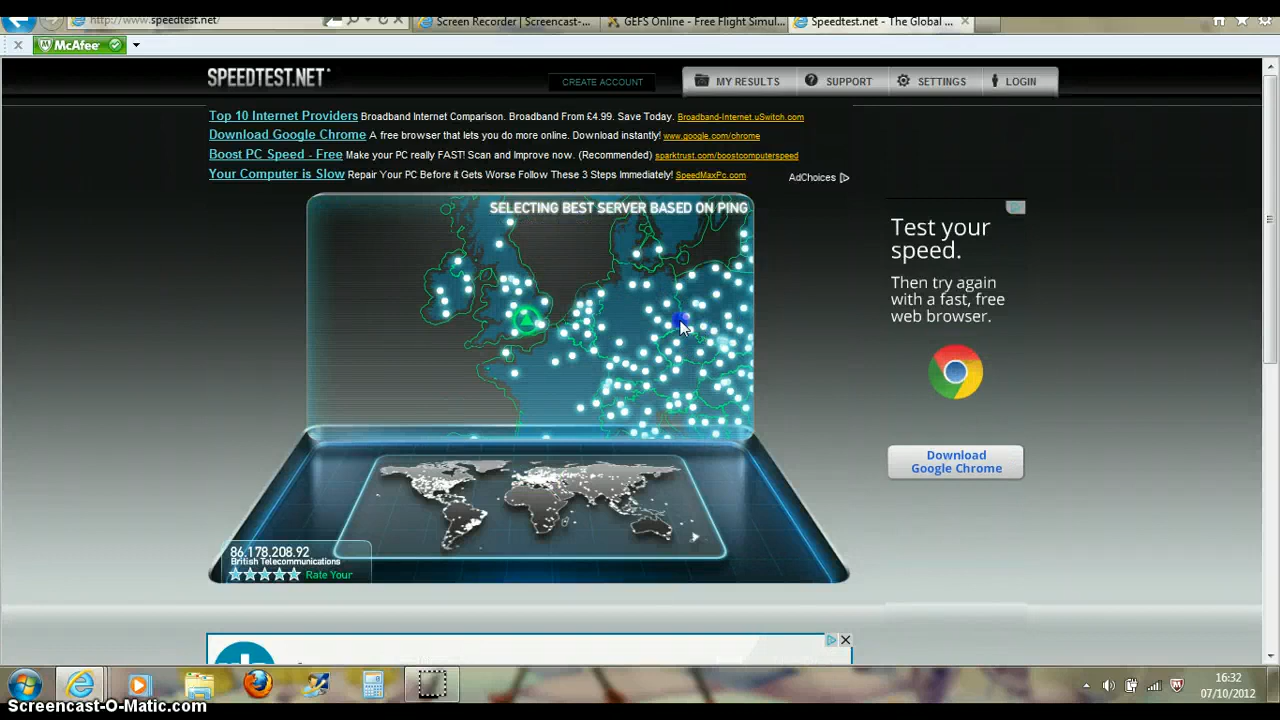 http://www.speedtest.net/
Screen Recorder | Screencast-...
GEFS Online - Free Flight Simul...
Speedtest.net - The Global ...
McAfee
SPEEDTEST.NET
CREATE ACCOUNT
MY RESULTS
SUPPORT
SETTINGS
LOGIN
Top 10 Internet Providers Broadband Internet Comparison. Broadband From £4.99. Save Today. Broadband-Internet.uSwitch.com
Download Google Chrome A free browser that lets you do more online. Download instantly! www.google.com/chrome
Boost PC Speed - Free Make your PC really FAST! Scan and Improve now. (Recommended) sparktrust.com/boostcomputerspeed
Your Computer is Slow Repair Your PC Before it Gets Worse Follow These 3 Steps Immediately! SpeedMaxPc.com
AdChoices
SELECTING BEST SERVER BASED ON PING
Test your
speed.
Then try again
with a fast, free
web browser.
Download
Google Chrome
86.178.208.92
British Telecommunications
Rate Your
16:32
07/10/2012
Screencast-O-Matic.com